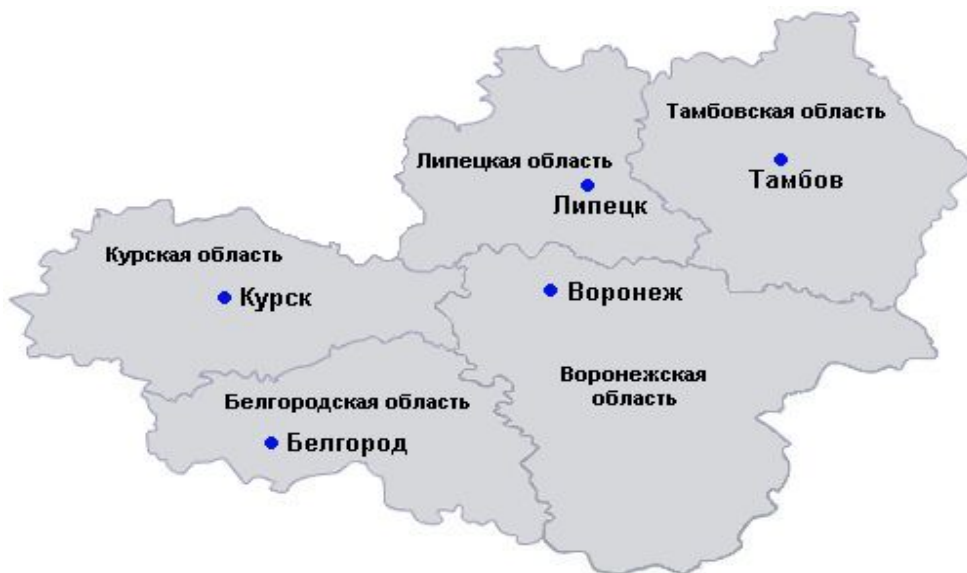 Тамбовская область
Тамбов
Липецкая область
Липецк
Курская область
Курск
Воронеж
Воронежская
область
Белгородская область
Белгород